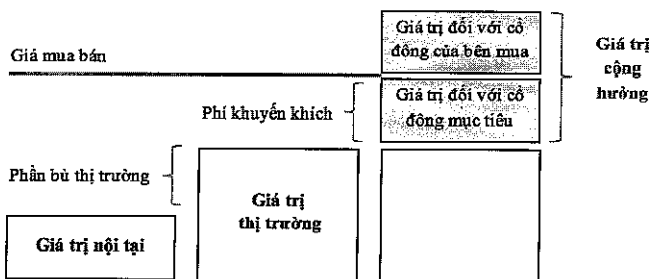 Giá trị đối với cổ
đông của bên mua
Giá mua bán
Giá trị
cộng
hưởng
Giá trị đối với cổ
đông mục tiêu
Phí khuyến khích
Phần bù thị trường
Giá trị
thị trường
Giá trị nội tại